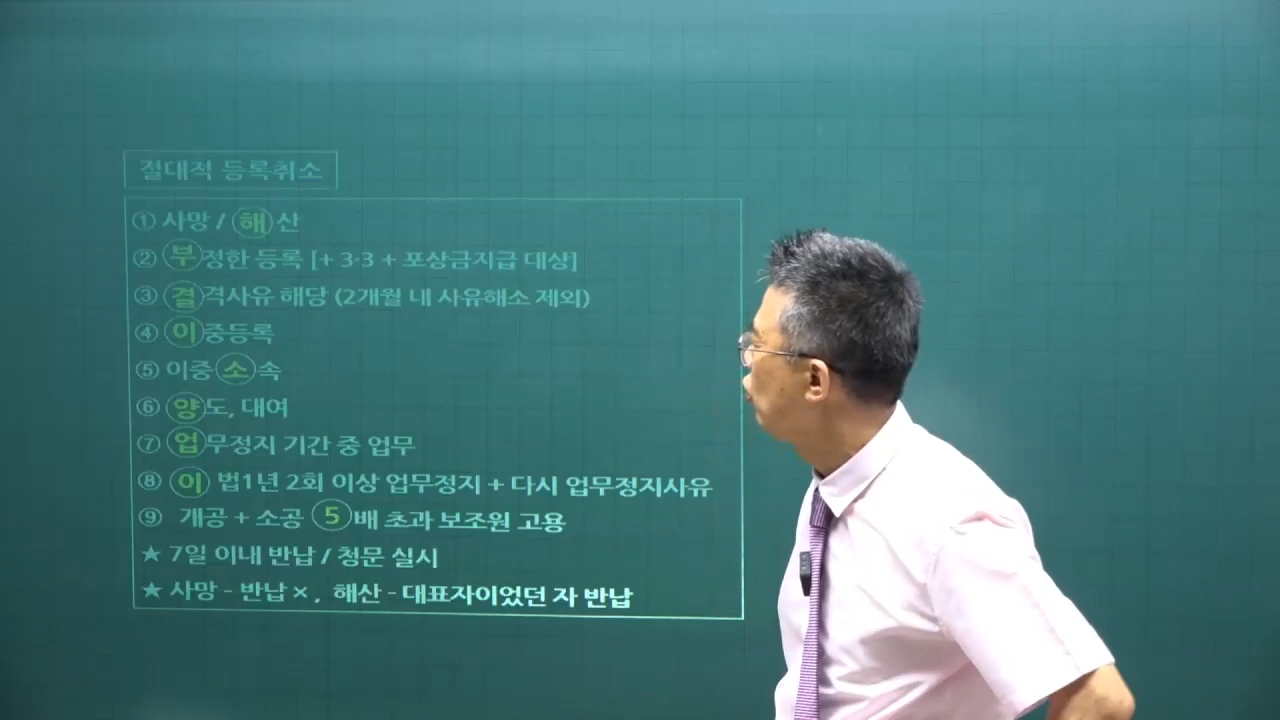 절대적 등록취소
① 사망 / 해산
② 부정한 등록 [+ 3·3 + 포상금지급 대상]
③ 결격사유 해당 (2개월 내 사유해소 제외)
④ 이중등록
⑤ 이중소속
⑥ 양도, 대여
⑦ 업무정지 기간 중 업무
⑧ 이 법1년 2회 이상 업무정지 + 다시 업무정지사유
⑨ 개공 + 소공 5배 초과 보조원 고용
★ 7일 이내 반납 / 청문 실시
★ 사망 - 반납 ×, 해산 - 대표자이었던 자 반납